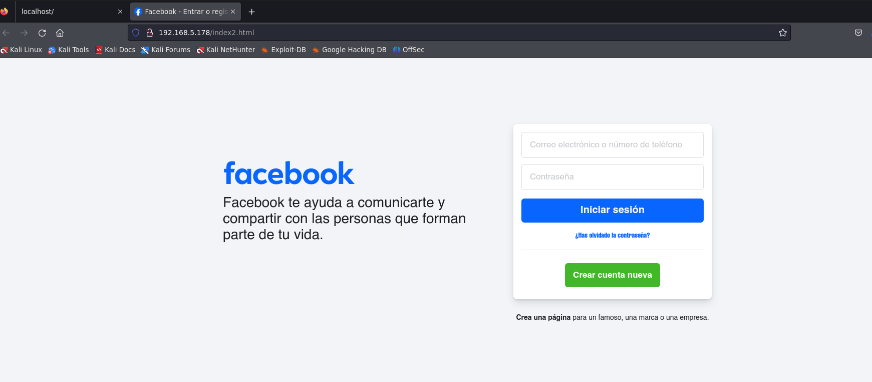 localhost/
Facebook - Entrar o regis
192.168.5.178/index2.html
Kali Linux Kali Tools Kali Docs Kali Forums Kali NetHunter Exploit-DB Google Hacking DB OffSec
facebook
Facebook te ayuda a comunicarte y
compartir con las personas que forman
parte de tu vida.
Correo electrónico o número de teléfono
Contraseña
Iniciar sesión
¿Has olvidado la contraseña?
Crear cuenta nueva
Crea una página para un famoso, una marca o una empresa.